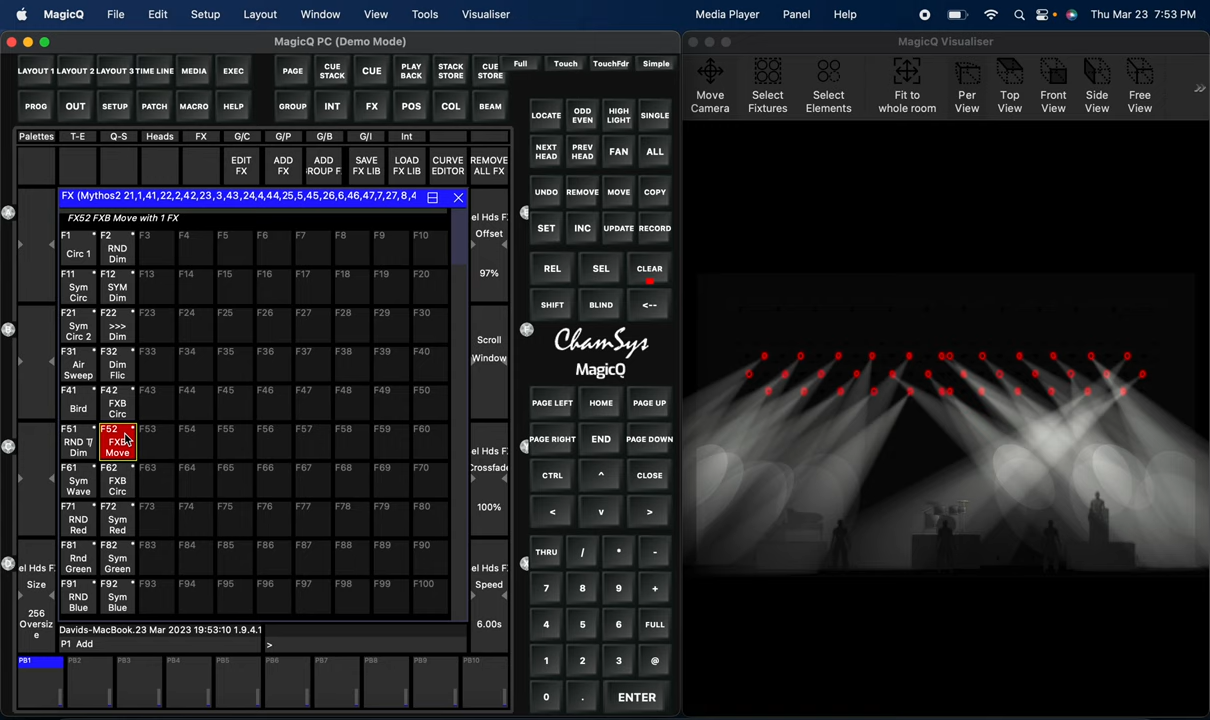 MagicQ File Edit Setup Layout Window View Tools Visualiser Media Player Panel Help Thu Mar 23 7:53 PM
MagicQ PC (Demo Mode)
MagicQ Visualiser
LAYOUT 1 LAYOUT 2 LAYOUT 3 TIME LINE MEDIA EXEC PAGE CUE STACK CUE PLAY BACK STACK STORE CUE STORE
Full Touch TouchFdr Simple
PROG OUT SETUP PATCH MACRO HELP GROUP INT FX POS COL BEAM
Move Camera
Select Fixtures
Select Elements
Fit to whole room
Per View
Top View
Front View
Side View
Free View
»
Palettes T-E Q-S Heads FX G/C G/P G/B G/I Int
EDIT FX
ADD FX
ADD GROUP F
SAVE FX LIB
LOAD FX LIB
CURVE EDITOR
REMOVE ALL FX
FX (Mythos2 21,1,41,22,2,42,23,3,43,24,4,44,25,5,45,26,6,46,47,7,27,8,4
FX52 FXB Move with 1 FX
F1 Circ 1 F2 RND Dim F3 F4 F5 F6 F7 F8 F9 F10
F11 Sym Circ F12 SYM Dim F13 F14 F15 F16 F17 F18 F19 F20
F21 Sym Circ 2 F22 >>> Dim F23 F24 F25 F26 F27 F28 F29 F30
F31 Air Sweep F32 Dim Flic F33 F34 F35 F36 F37 F38 F39 F40
F41 Bird F42 FXB Circ F43 F44 F45 F46 F47 F48 F49 F50
F51 RND T/ Dim F52 FXB Move F53 F54 F55 F56 F57 F58 F59 F60
F61 Sym Wave F62 FXB Circ F63 F64 F65 F66 F67 F68 F69 F70
F71 RND Red F72 Sym Red F73 F74 F75 F76 F77 F78 F79 F80
F81 Rnd Green F82 Sym Green F83 F84 F85 F86 F87 F88 F89 F90
F91 RND Blue F92 Sym Blue F93 F94 F95 F96 F97 F98 F99 F100
el Hds F
Offset
97%
Scroll
Window
el Hds F
Crossfade
100%
el Hds F
Size
256
Oversiz
e
el Hds F
Speed
6.00s
Davids-MacBook.23 Mar 2023 19:53:10 1.9.4.1
P1 Add >
PB1 PB2 PB3 PB4 PB5 PB6 PB7 PB8 PB9 PB10
LOCATE ODD EVEN HIGH LIGHT SINGLE
NEXT HEAD PREV HEAD FAN ALL
UNDO REMOVE MOVE COPY
SET INC UPDATE RECORD
REL SEL CLEAR
SHIFT BLIND <--
ChamSys
MagicQ
PAGE LEFT HOME PAGE UP
PAGE RIGHT END PAGE DOWN
CTRL ^ CLOSE
< v >
THRU / * -
7 8 9 +
4 5 6 FULL
1 2 3 @
0 . ENTER
A
B
C
D